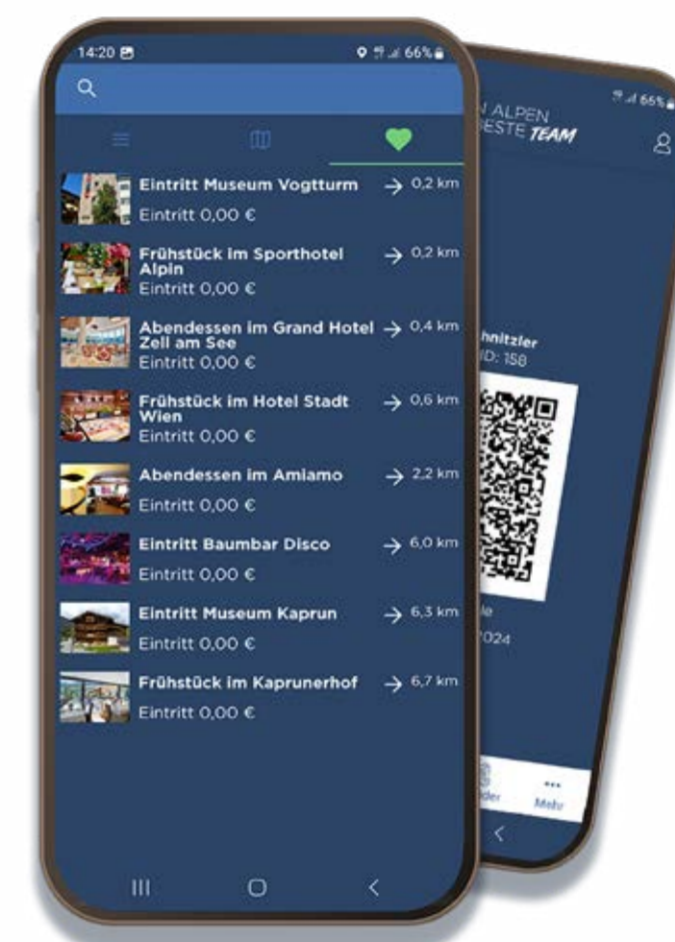 14:20
66%
Eintritt Museum Vogtturm
0,2 km
Eintritt 0,00 €
Frühstück im Sporthotel
0,2 km
Alpin
Eintritt 0,00 €
Abendessen im Grand Hotel
0,4 km
Zell am See
Eintritt 0,00 €
Frühstück im Hotel Stadt
0,6 km
Wien
Eintritt 0,00 €
Abendessen im Amiamo
2,2 km
Eintritt 0,00 €
Eintritt Baumbar Disco
6,0 km
Eintritt 0,00 €
Eintritt Museum Kaprun
6,3 km
Eintritt 0,00 €
Frühstück im Kaprunerhof
6,7 km
Eintritt 0,00 €
66%
ALPEN
TEAM
ID: 158
2024
Mehr